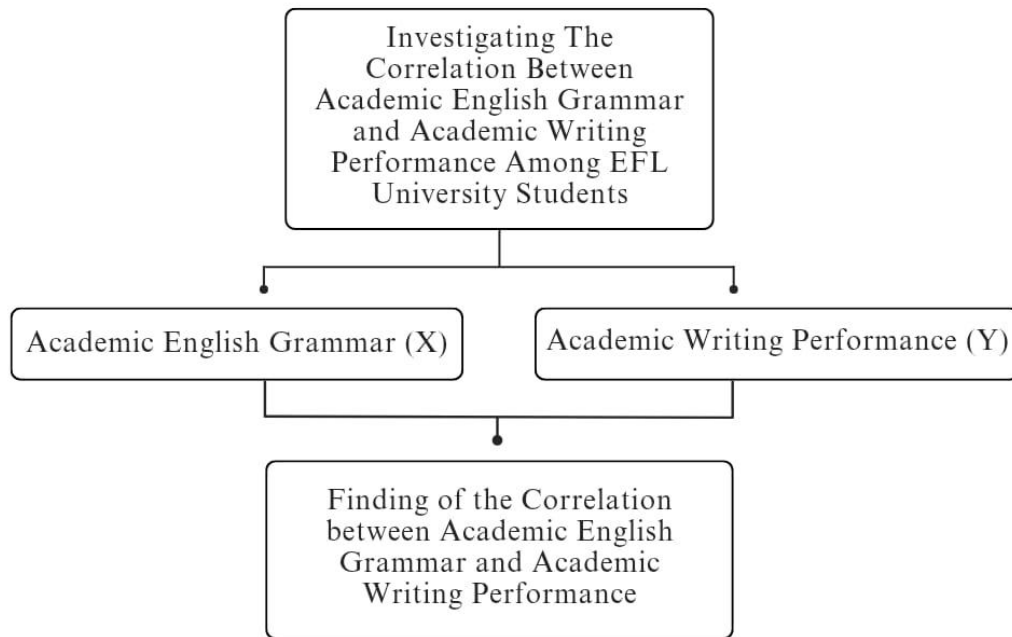 Investigating The
Correlation Between
Academic English Grammar
and Academic Writing
Performance Among EFL
University Students
Academic English Grammar (X)
Academic Writing Performance (Y)
Finding of the Correlation
between Academic English
Grammar and Academic
Writing Performance